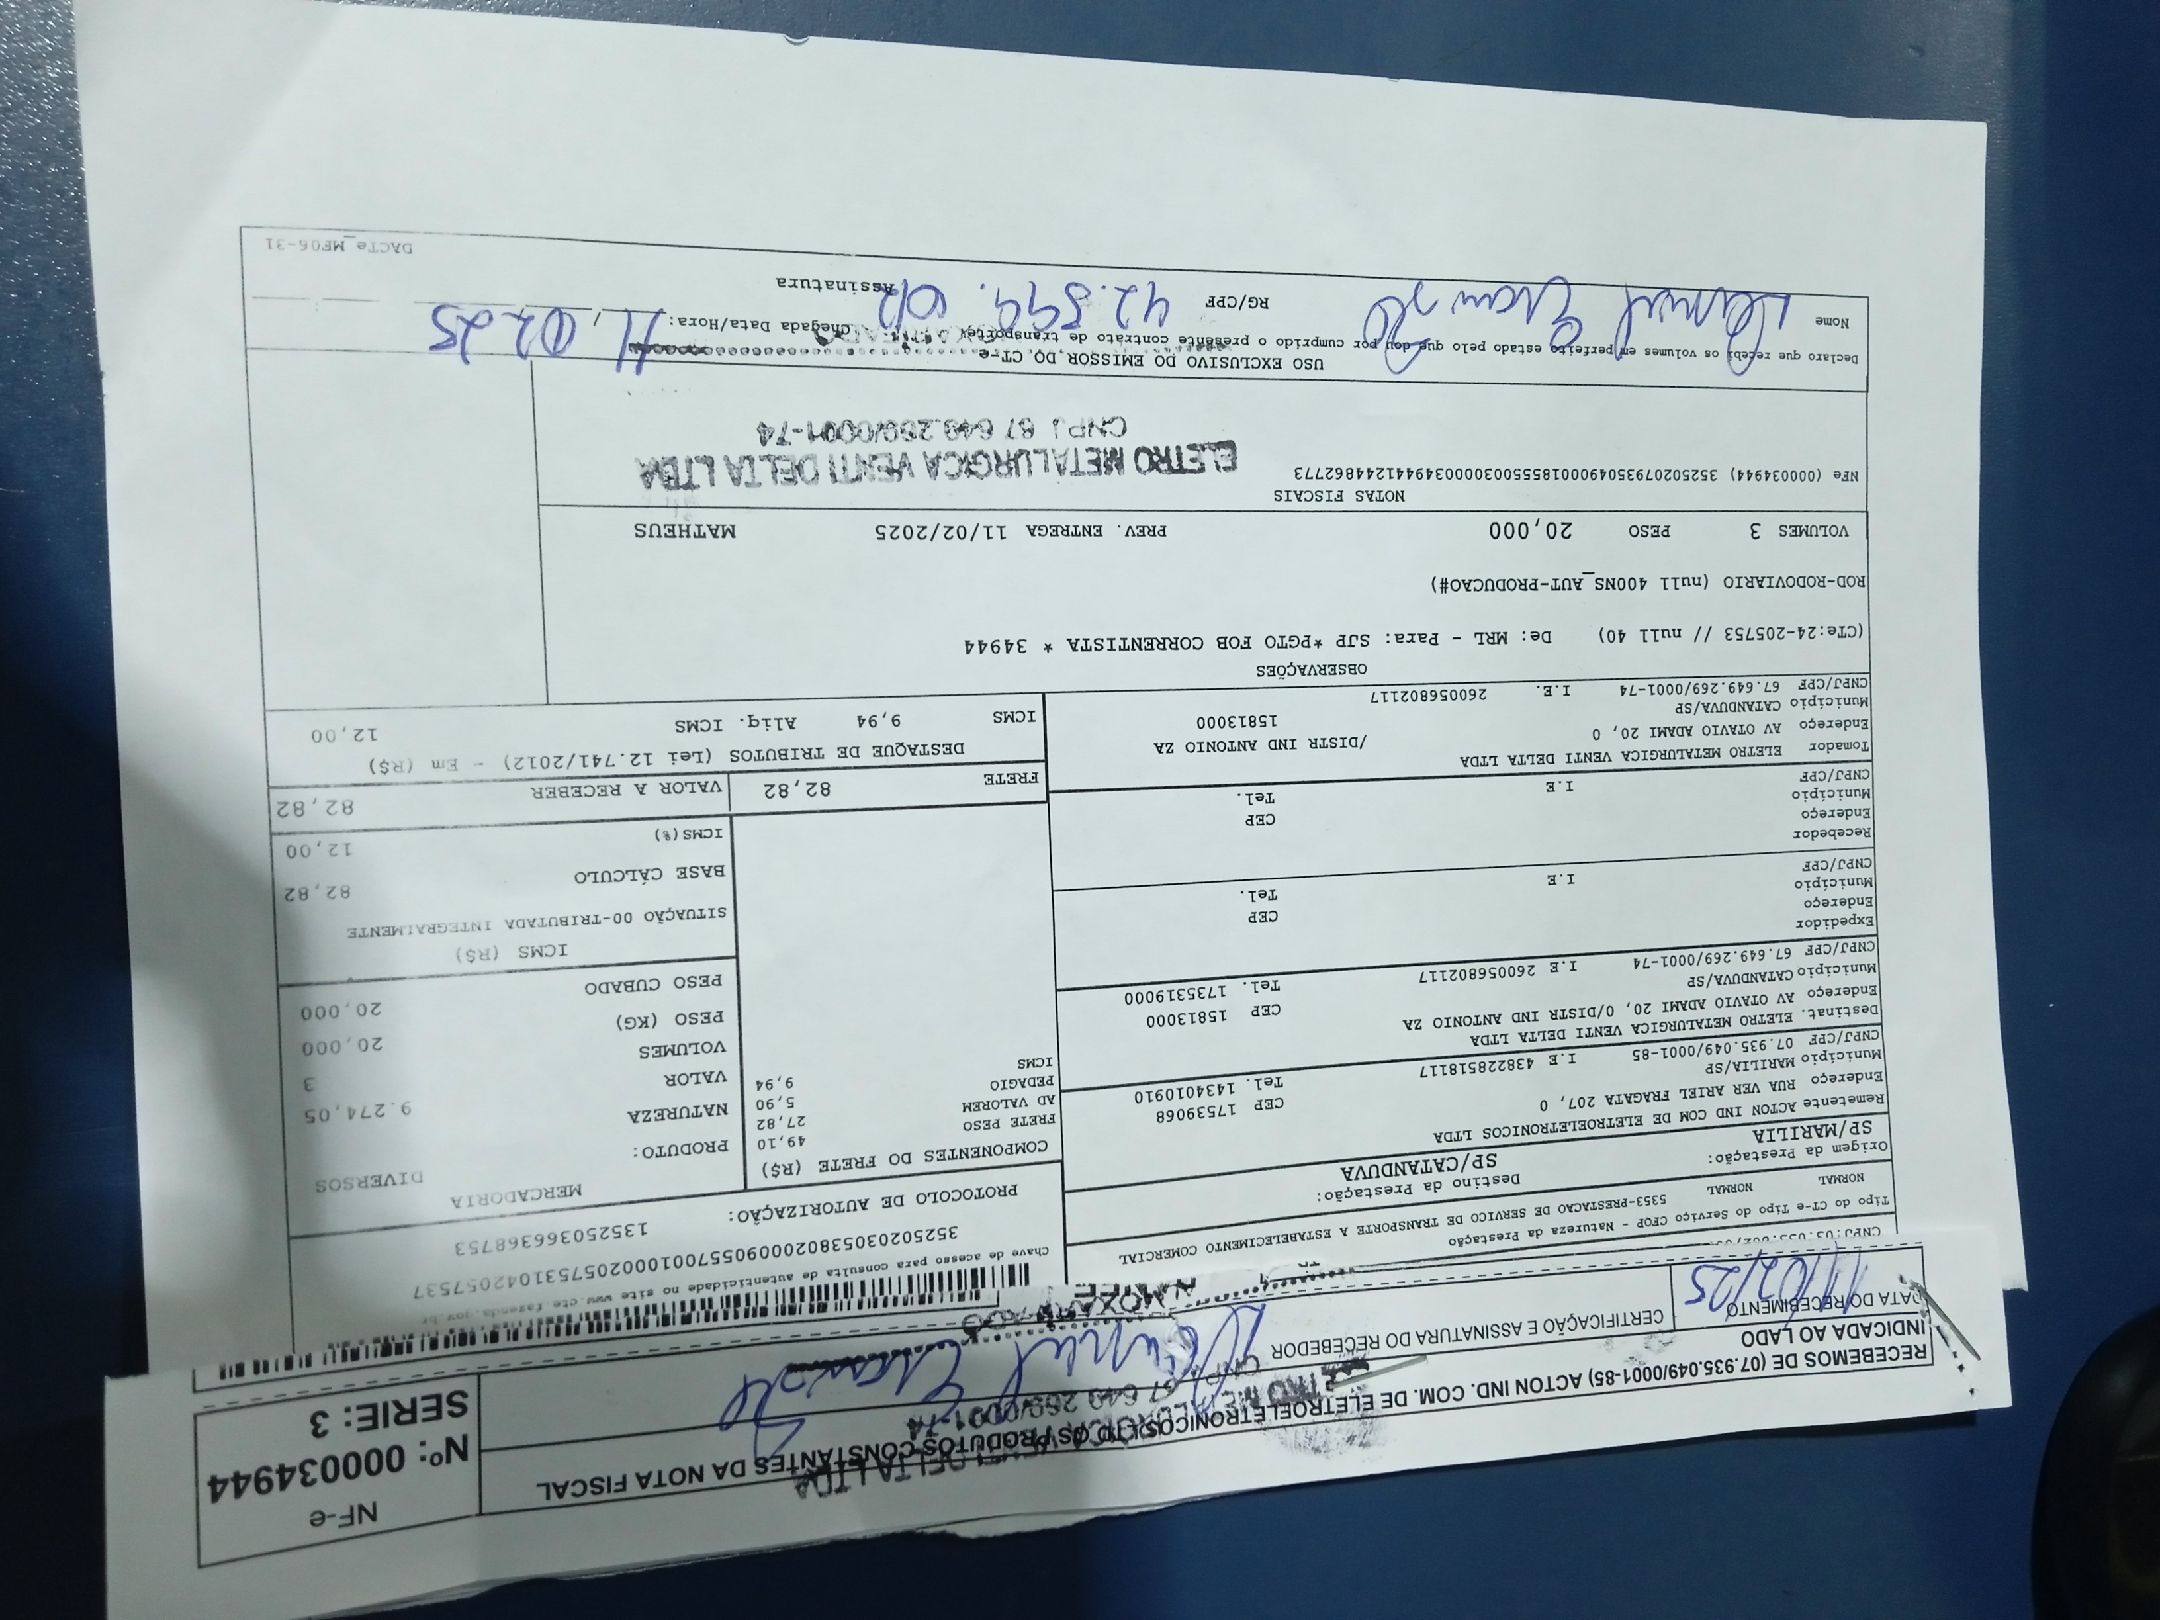 NF-e
Nº: 000034944
SERIE: 3
RECEBEMOS DE (07.935.049/0001-85) ACTON IND. COM. DE ELETROELETRONICOS LTD OS PRODUTOS CONSTANTES DA NOTA FISCAL
INDICADA AO LADO
DATA DO RECEBIMENTO
11/02/25
CERTIFICAÇÃO E ASSINATURA DO RECEBEDOR
Tipo do CT-e Tipo do Serviço CFOP - Natureza da Prestação
NORMAL NORMAL 5353-PRESTACAO DE SERVICO DE TRANSPORTE A ESTABELECIMENTO COMERCIAL
Origem da Prestação: Destino da Prestação:
SP/MARILIA SP/CATANDUVA
Remetente ACTON IND COM DE ELETROELETRONICOS LTDA
Endereço RUA VER ARIEL FRAGATA 207, 0 CEP 17539068
Município MARILIA/SP Tel. 1434010910
CNPJ/CPF 07.935.049/0001-85 I.E 438228518117
Destinat. ELETRO METALURGICA VENTI DELTA LTDA
Endereço AV OTAVIO ADAMI 20, 0/DISTR IND ANTONIO ZA CEP 15813000
Município CATANDUVA/SP Tel. 1735319000
CNPJ/CPF 67.649.269/0001-74 I.E 260056802117
Expedidor
Endereço CEP
Município Tel.
CNPJ/CPF I.E
Recebedor
Endereço CEP
Município Tel.
CNPJ/CPF I.E
Tomador ELETRO METALURGICA VENTI DELTA LTDA
Endereço AV OTAVIO ADAMI 20, 0 /DISTR IND ANTONIO ZA
Município CATANDUVA/SP 15813000
CNPJ/CPF 67.649.269/0001-74 I.E. 260056802117
Chave de acesso para consulta de autenticidade no site www.cte.fazenda.gov.br
PROTOCOLO DE AUTORIZAÇÃO: 135250366368753
COMPONENTES DO FRETE (R$)
FRETE PESO 49,10
AD VALOREM 27,82
PEDAGIO 5,90
ICMS 9,94
MERCADORIA
PRODUTO: DIVERSOS
NATUREZA
VALOR 9.274,05
VOLUMES 3
PESO (KG) 20,000
PESO CUBADO 20,000
ICMS (R$)
SITUAÇÃO 00-TRIBUTADA INTEGRALMENTE
BASE CÁLCULO 82,82
ICMS(%) 12,00
FRETE 82,82 VALOR A RECEBER 82,82
DESTAQUE DE TRIBUTOS (Lei 12.741/2012) - Em (R$)
ICMS 9,94 Aliq. ICMS 12,00
OBSERVAÇÕES
(CTe:24-205753 // null 40) De: MRL - Para: SJP *PGTO FOB CORRENTISTA * 34944
ROD-RODOVIARIO (null 400NS_AUT-PRODUCAO#)
VOLUMES 3 PESO 20,000 PREV. ENTREGA 11/02/2025 MATHEUS
NOTAS FISCAIS
NFe (00034944) 35250207935049000185550030000349441244862773
ELETRO METALURGICA VENTI DELTA LTDA
CNPJ 67 649.269/0001-74
USO EXCLUSIVO DO EMISSOR DO CT-e
Declaro que recebi os volumes em perfeito estado pelo que dou por cumprido o presente contrato de transporte. Chegada Data/Hora: 11.02.25
Nome RG/CPF Assinatura
DACTe_MF06-31